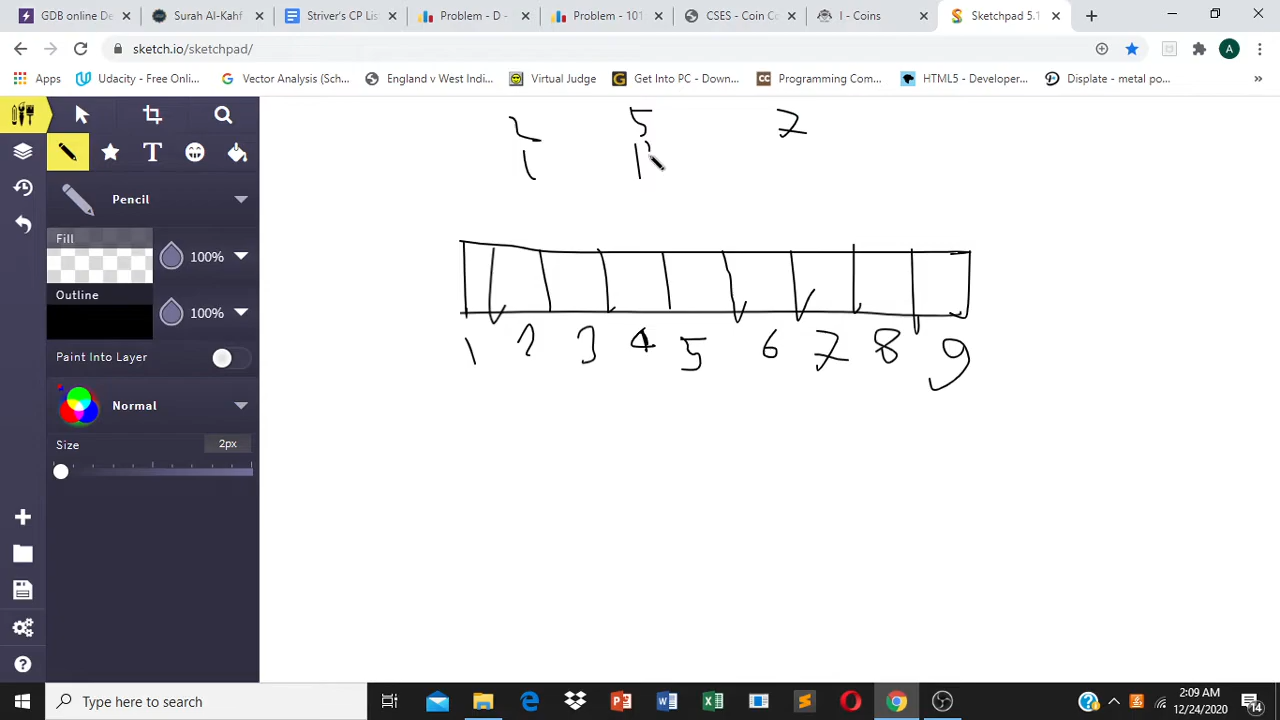 GDB online De
Surah Al-Kahf
Striver's CP Lis
Problem - D -
Problem - 101
CSES - Coin Co
I - Coins
Sketchpad 5.1
sketch.io/sketchpad/
A
Apps
Udacity - Free Onli...
Vector Analysis (Sch...
England v West Indi...
Virtual Judge
Get Into PC - Down...
Programming Com...
HTML5 - Developer...
Displate - metal po...
»
2 5 7
1 1
Pencil
Fill
100%
Outline
100%
Paint Into Layer
Normal
Size
2px
1 2 3 4 5 6 7 8 9
Type here to search
2:09 AM
12/24/2020
14